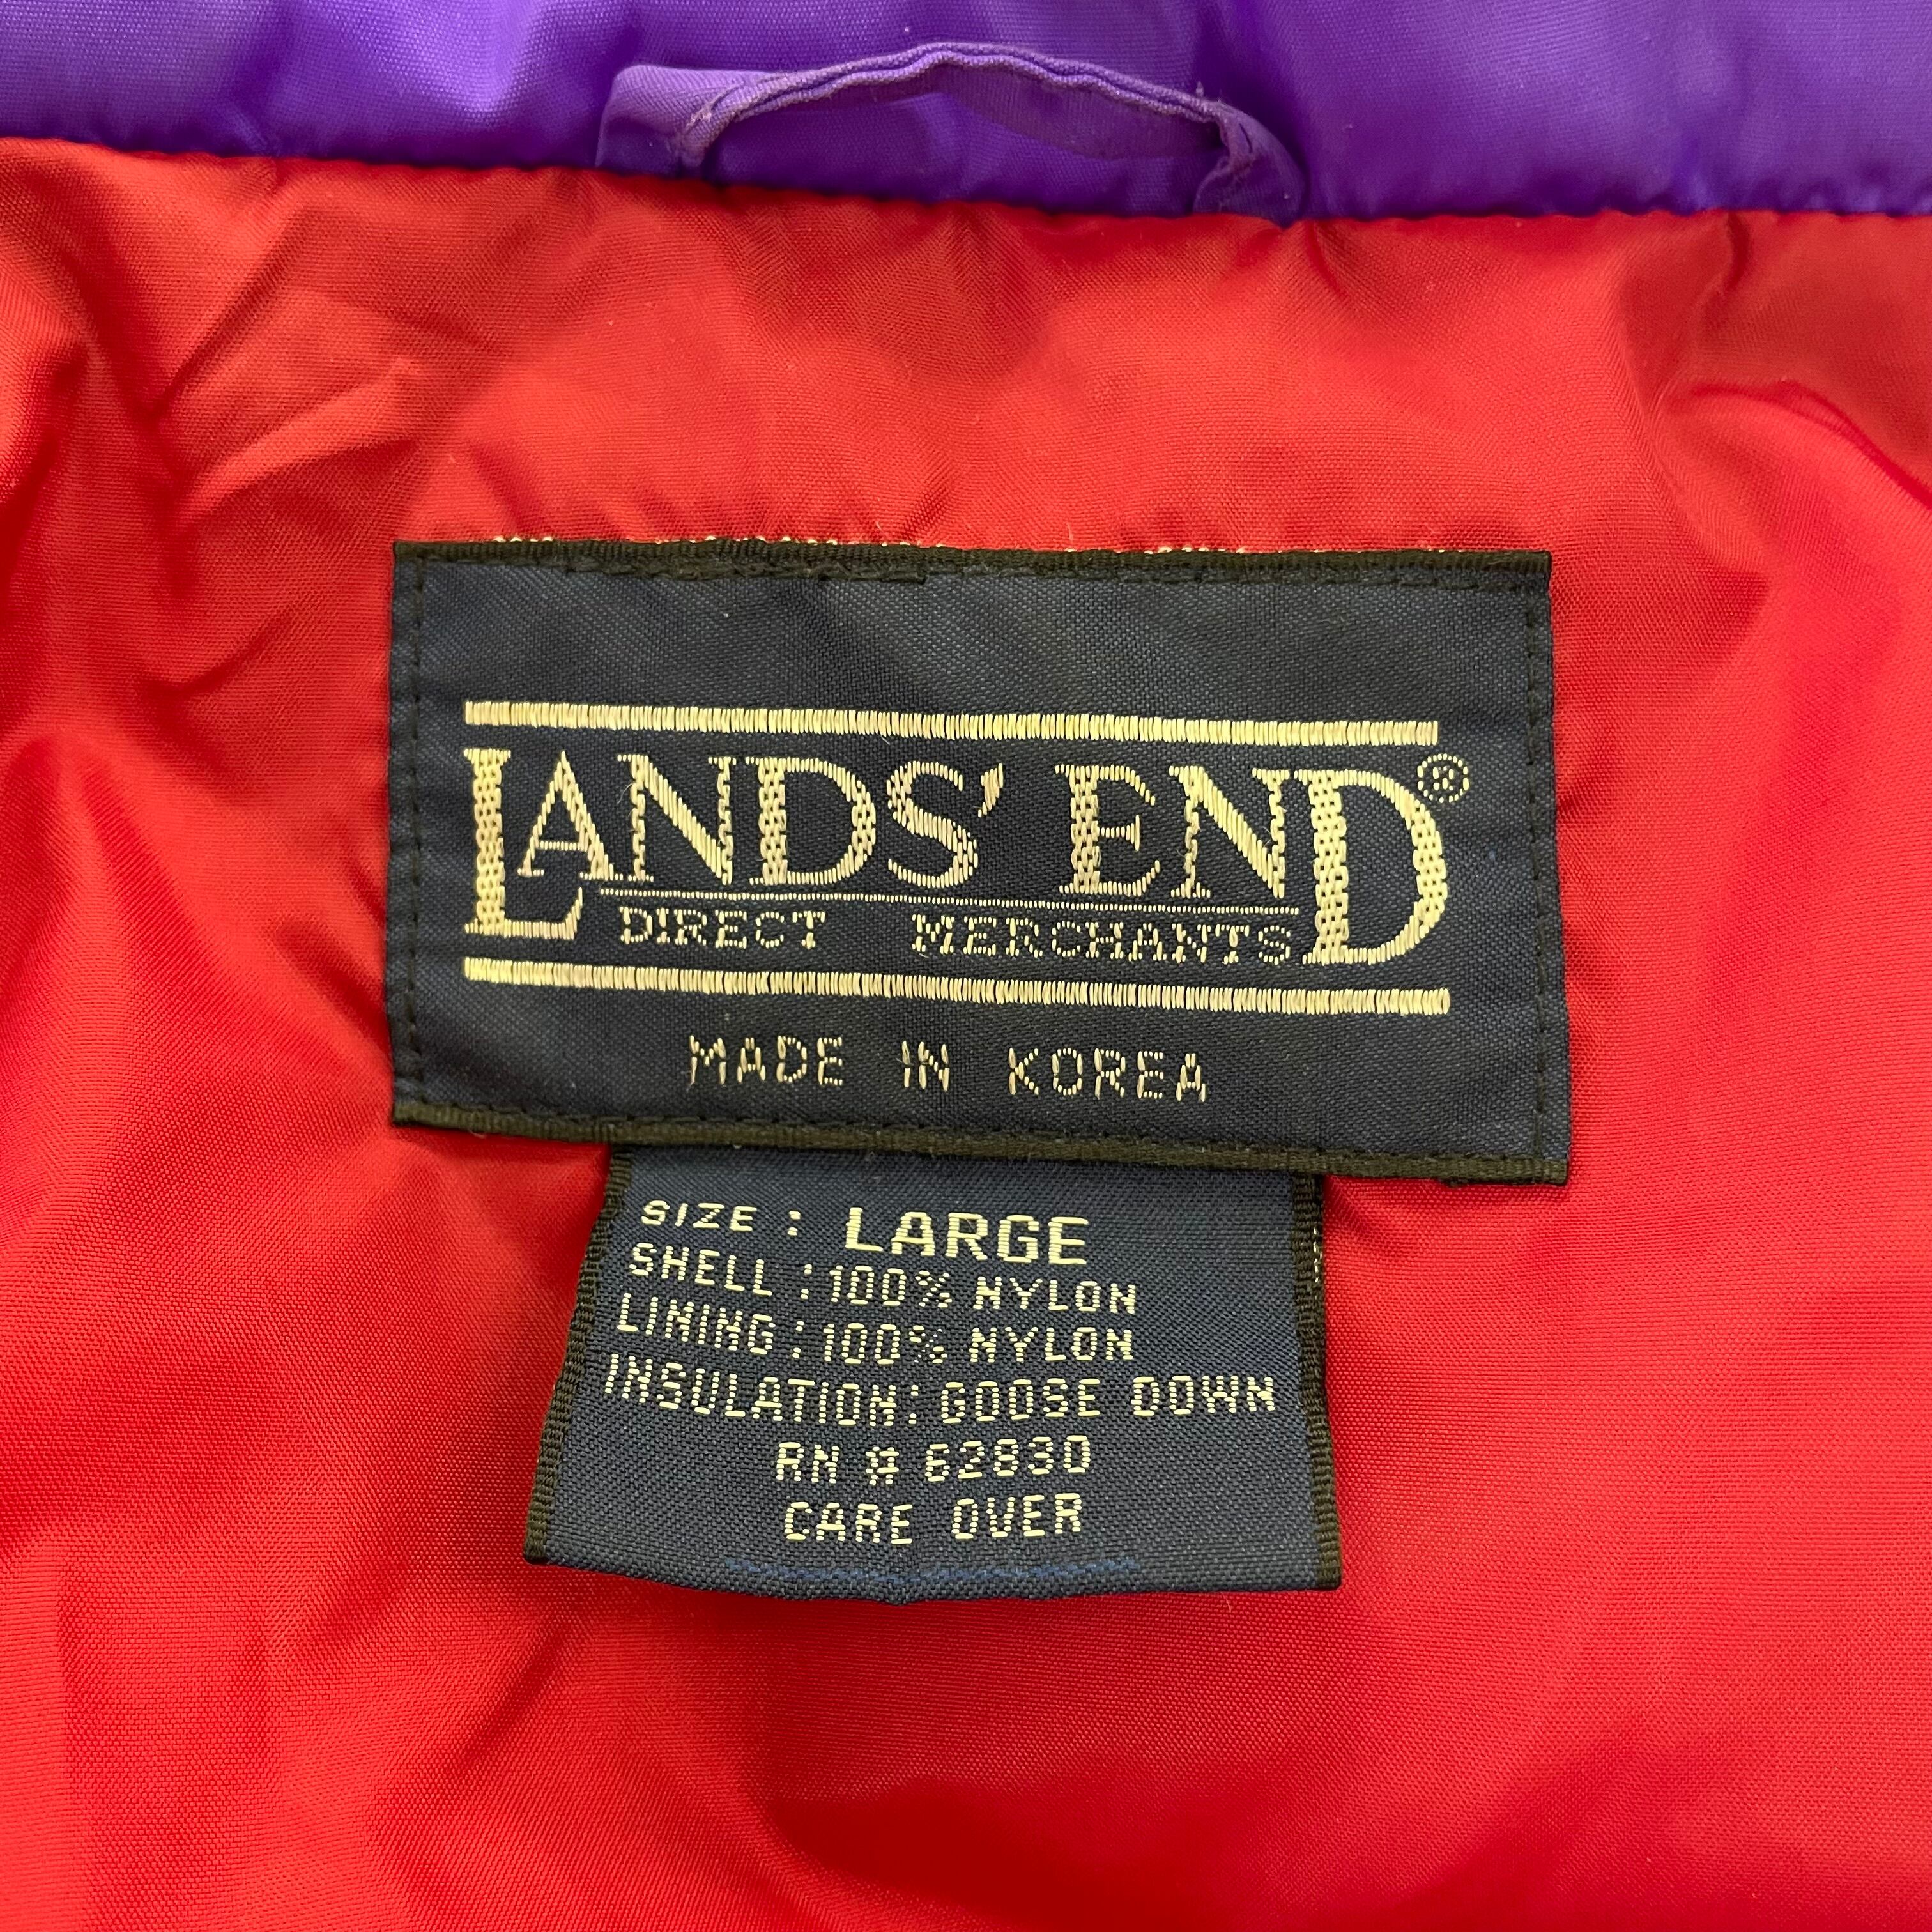 LANDS' END®
DIRECT MERCHANTS
MADE IN KOREA
SIZE : LARGE
SHELL : 100% NYLON
LINING : 100% NYLON
INSULATION: GOOSE DOWN
RN # 62830
CARE OVER